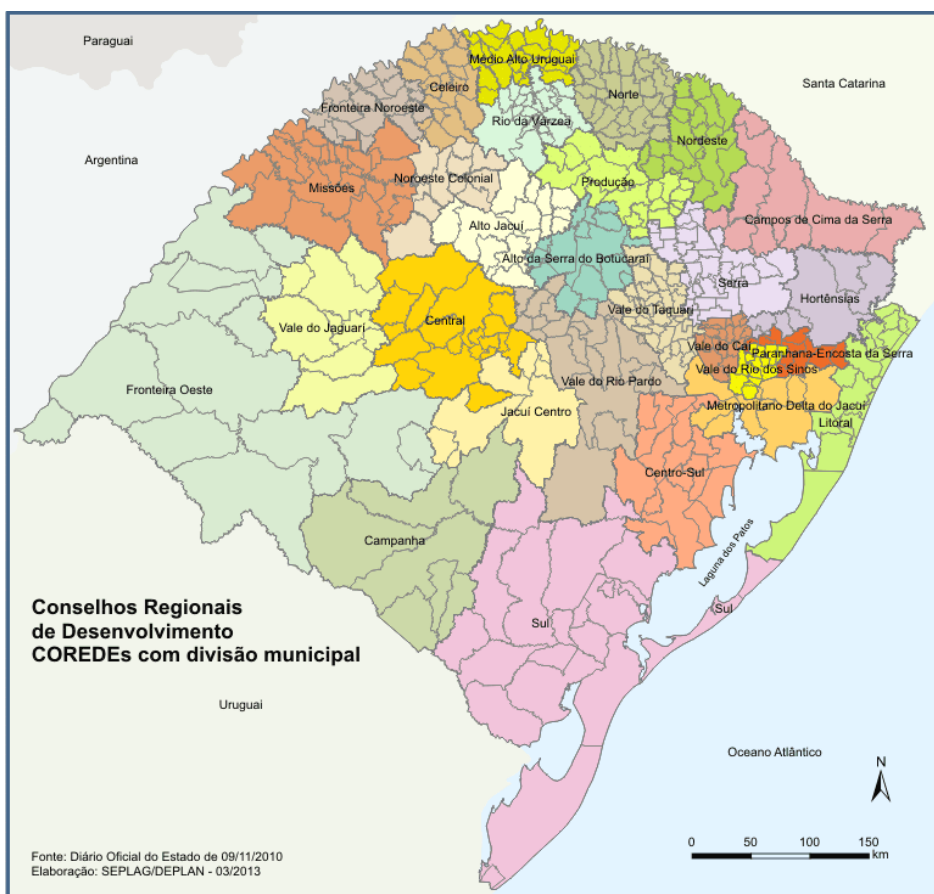 Paraguai
Santa Catarina
Argentina
Médio Alto Uruguai
Celeiro
Norte
Fronteira Noroeste
Rio da Várzea
Nordeste
Missões
Noroeste Colonial
Produção
Campos de Cima da Serra
Alto Jacuí
Alto da Serra do Botucaraí
Serra
Hortênsias
Vale do Taquari
Vale do Jaguarí
Central
Vale do Caí
Paranhana-Encosta da Serra
Vale do Rio dos Sinos
Fronteira Oeste
Vale do Rio Pardo
Jacuí Centro
Metropolitano Delta do Jacuí
Litoral
Centro-Sul
Campanha
Laguna dos Patos
Sul
Sul
Conselhos Regionais
de Desenvolvimento
COREDEs com divisão municipal
Uruguai
Oceano Atlântico
N
0 50 100 150
km
Fonte: Diário Oficial do Estado de 09/11/2010
Elaboração: SEPLAG/DEPLAN - 03/2013